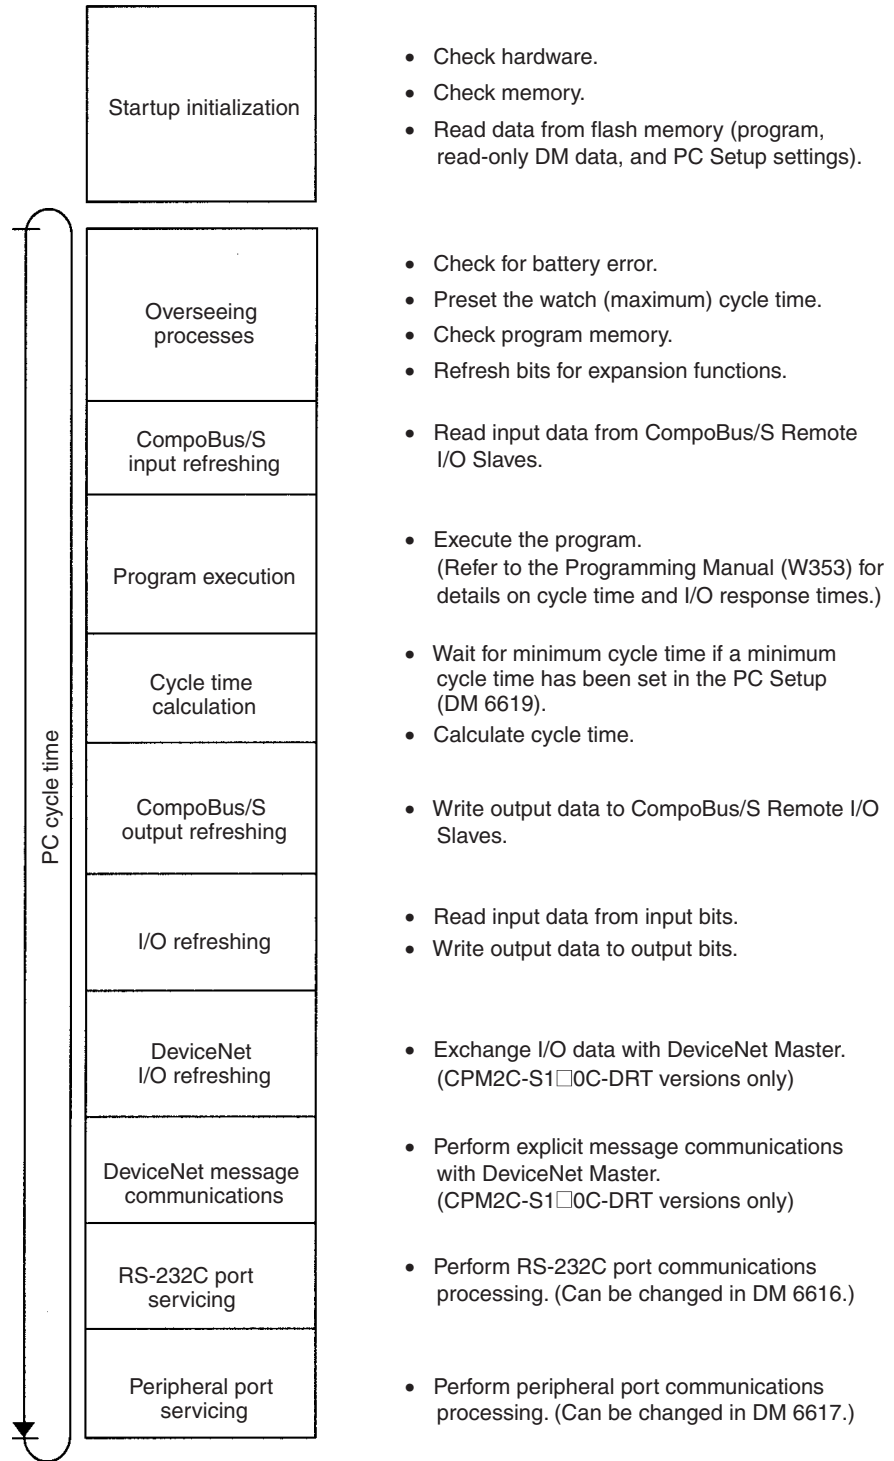 Startup initialization
• Check hardware.
• Check memory.
• Read data from flash memory (program,
read-only DM data, and PC Setup settings).
PC cycle time
Overseeing
processes
• Check for battery error.
• Preset the watch (maximum) cycle time.
• Check program memory.
• Refresh bits for expansion functions.
CompoBus/S
input refreshing
• Read input data from CompoBus/S Remote
I/O Slaves.
Program execution
• Execute the program.
(Refer to the Programming Manual (W353) for
details on cycle time and I/O response times.)
Cycle time
calculation
• Wait for minimum cycle time if a minimum
cycle time has been set in the PC Setup
(DM 6619).
• Calculate cycle time.
CompoBus/S
output refreshing
• Write output data to CompoBus/S Remote I/O
Slaves.
I/O refreshing
• Read input data from input bits.
• Write output data to output bits.
DeviceNet
I/O refreshing
• Exchange I/O data with DeviceNet Master.
(CPM2C-S1□0C-DRT versions only)
DeviceNet message
communications
• Perform explicit message communications
with DeviceNet Master.
(CPM2C-S1□0C-DRT versions only)
RS-232C port
servicing
• Perform RS-232C port communications
processing. (Can be changed in DM 6616.)
Peripheral port
servicing
• Perform peripheral port communications
processing. (Can be changed in DM 6617.)